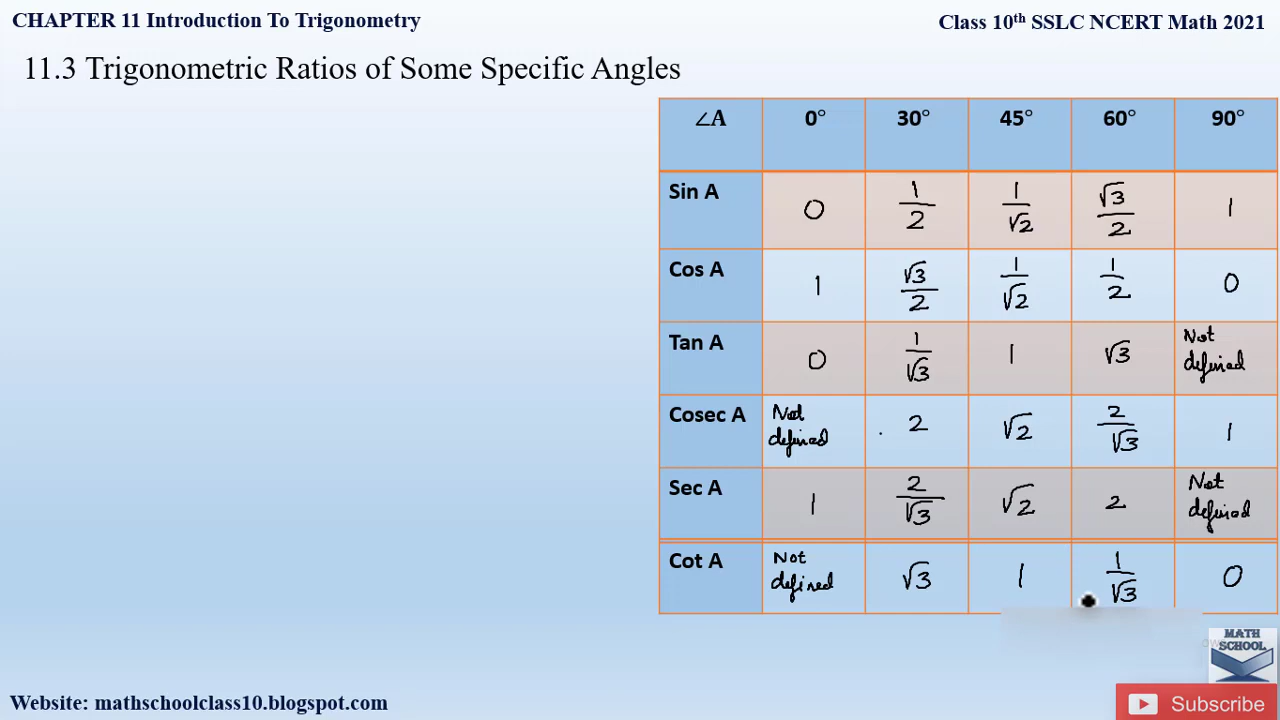 CHAPTER 11 Introduction To Trigonometry
Class 10th SSLC NCERT Math 2021
11.3 Trigonometric Ratios of Some Specific Angles
∠A 0° 30° 45° 60° 90°
Sin A 0 1/2 1/√2 √3/2 1
Cos A 1 √3/2 1/√2 1/2 0
Tan A 0 1/√3 1 √3 Not defined
Cosec A Not defined 2 √2 2/√3 1
Sec A 1 2/√3 √2 2 Not defined
Cot A Not defined √3 1 1/√3 0
MATH
SCHOOL
Website: mathschoolclass10.blogspot.com
Subscribe